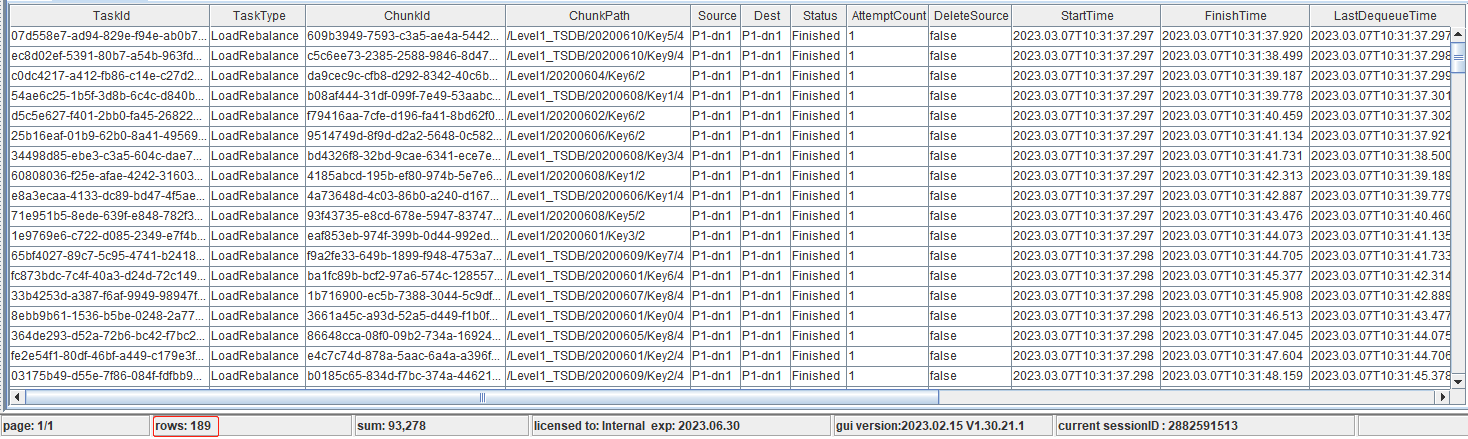 TaskId TaskType ChunkId ChunkPath Source Dest Status AttemptCount DeleteSource StartTime FinishTime LastDequeueTime
07d558e7-ad94-829e-f94e-ab0b7... LoadRebalance 609b3949-7593-c3a5-ae4a-5442... /Level1_TSDB/20200610/Key5/4 P1-dn1 P1-dn1 Finished 1 false 2023.03.07T10:31:37.297 2023.03.07T10:31:37.920 2023.03.07T10:31:37.297
ec8d02ef-5391-80b7-a54b-963fd... LoadRebalance c5c6ee73-2385-2588-9846-8d47... /Level1_TSDB/20200610/Key9/4 P1-dn1 P1-dn1 Finished 1 false 2023.03.07T10:31:37.297 2023.03.07T10:31:38.499 2023.03.07T10:31:37.298
c0dc4217-a412-fb86-c14e-c27d2... LoadRebalance da9cec9c-cfb8-d292-8342-40c6b... /Level1/20200604/Key6/2 P1-dn1 P1-dn1 Finished 1 false 2023.03.07T10:31:37.297 2023.03.07T10:31:39.187 2023.03.07T10:31:37.299
54ae6c25-1b5f-3d8b-6c4c-d840b... LoadRebalance b08af444-31df-099f-7e49-53aabc... /Level1_TSDB/20200608/Key1/4 P1-dn1 P1-dn1 Finished 1 false 2023.03.07T10:31:37.297 2023.03.07T10:31:39.778 2023.03.07T10:31:37.301
d5c5e627-f401-2bb0-fa45-26822... LoadRebalance f79416aa-7cfe-d196-fa41-8bd62f0... /Level1/20200602/Key6/2 P1-dn1 P1-dn1 Finished 1 false 2023.03.07T10:31:37.297 2023.03.07T10:31:40.459 2023.03.07T10:31:37.302
25b16eaf-01b9-62b0-8a41-49569... LoadRebalance 9514749d-8f9d-d2a2-5648-0c582... /Level1/20200606/Key6/2 P1-dn1 P1-dn1 Finished 1 false 2023.03.07T10:31:37.297 2023.03.07T10:31:41.134 2023.03.07T10:31:37.921
34498d85-ebe3-c3a5-604c-dae7... LoadRebalance bd4326f8-32bd-9cae-6341-ece7e... /Level1_TSDB/20200608/Key3/4 P1-dn1 P1-dn1 Finished 1 false 2023.03.07T10:31:37.297 2023.03.07T10:31:41.731 2023.03.07T10:31:38.500
60808036-f25e-afae-4242-31603... LoadRebalance 4185abcd-195b-ef80-974b-5e7e6... /Level1/20200608/Key1/2 P1-dn1 P1-dn1 Finished 1 false 2023.03.07T10:31:37.297 2023.03.07T10:31:42.313 2023.03.07T10:31:39.189
e8a3ecaa-4133-dc89-bd47-4f5ae... LoadRebalance 4a73648d-4c03-86b0-a240-d167... /Level1_TSDB/20200606/Key1/4 P1-dn1 P1-dn1 Finished 1 false 2023.03.07T10:31:37.297 2023.03.07T10:31:42.887 2023.03.07T10:31:39.779
71e951b5-8ede-639f-e848-782f3... LoadRebalance 93f43735-e8cd-678e-5947-83747... /Level1/20200608/Key5/2 P1-dn1 P1-dn1 Finished 1 false 2023.03.07T10:31:37.297 2023.03.07T10:31:43.476 2023.03.07T10:31:40.460
1e9769e6-c722-d085-2349-e7f4b... LoadRebalance eaf853eb-974f-399b-0d44-992ed... /Level1/20200601/Key3/2 P1-dn1 P1-dn1 Finished 1 false 2023.03.07T10:31:37.297 2023.03.07T10:31:44.073 2023.03.07T10:31:41.135
65bf4027-89c7-5c95-4741-b2418... LoadRebalance f9a2fe33-649b-1899-f948-4753a7... /Level1_TSDB/20200609/Key7/4 P1-dn1 P1-dn1 Finished 1 false 2023.03.07T10:31:37.298 2023.03.07T10:31:44.705 2023.03.07T10:31:41.733
fc873bdc-7c4f-40a3-d24d-72c149... LoadRebalance ba1fc89b-bcf2-97a6-574c-128557... /Level1_TSDB/20200601/Key6/4 P1-dn1 P1-dn1 Finished 1 false 2023.03.07T10:31:37.298 2023.03.07T10:31:45.377 2023.03.07T10:31:42.314
33b4253d-a387-f6af-9949-98947f... LoadRebalance 1b716900-ec5b-7388-3044-5c9df... /Level1_TSDB/20200607/Key8/4 P1-dn1 P1-dn1 Finished 1 false 2023.03.07T10:31:37.298 2023.03.07T10:31:45.908 2023.03.07T10:31:42.889
8ebb9b61-1536-b5be-0248-2a77... LoadRebalance 3661a45c-a93d-52a5-d449-f1b0f... /Level1_TSDB/20200601/Key0/4 P1-dn1 P1-dn1 Finished 1 false 2023.03.07T10:31:37.298 2023.03.07T10:31:46.513 2023.03.07T10:31:43.477
364de293-d52a-72b6-bc42-f7bc2... LoadRebalance 86648cca-08f0-09b2-734a-16924... /Level1_TSDB/20200605/Key8/4 P1-dn1 P1-dn1 Finished 1 false 2023.03.07T10:31:37.298 2023.03.07T10:31:47.045 2023.03.07T10:31:44.075
fe2e54f1-80df-46bf-a449-c179e3f... LoadRebalance e4c7c74d-878a-5aac-6a4a-a396f... /Level1_TSDB/20200601/Key2/4 P1-dn1 P1-dn1 Finished 1 false 2023.03.07T10:31:37.298 2023.03.07T10:31:47.604 2023.03.07T10:31:44.706
03175b49-d55e-7f86-084f-fdfbb9... LoadRebalance b0185c65-834d-f7bc-374a-44621... /Level1_TSDB/20200609/Key2/4 P1-dn1 P1-dn1 Finished 1 false 2023.03.07T10:31:37.298 2023.03.07T10:31:48.159 2023.03.07T10:31:45.378
page: 1/1 rows: 189 sum: 93,278 licensed to: Internal exp: 2023.06.30 gui version:2023.02.15 V1.30.21.1 current sessionID : 2882591513